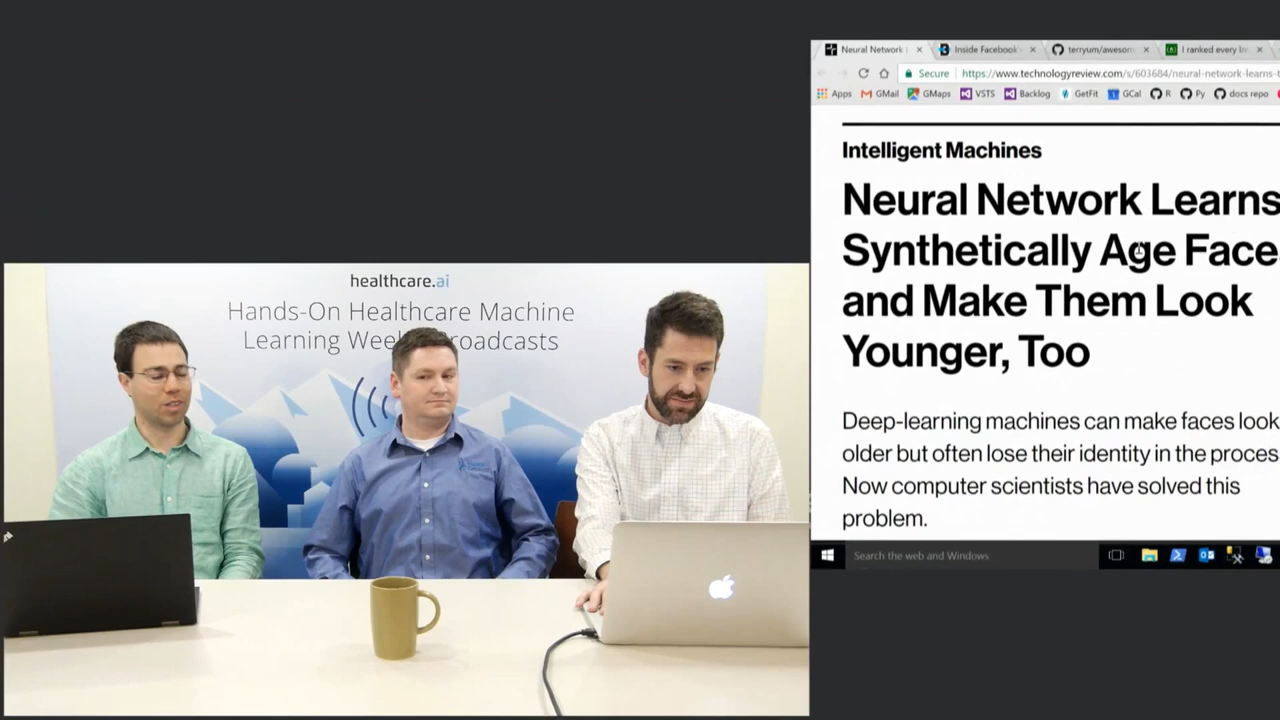 healthcare.ai
Hands-On Healthcare Machine
Learning Week Broadcasts
Neural Network
Inside Facebook
terryum/awesom
I ranked every In
Secure https://www.technologyreview.com/s/603684/neural-network-learns-t
Apps GMail GMaps VSTS Backlog GetFit GCal R Py docs repo
Intelligent Machines
Neural Network Learns
Synthetically Age Face
and Make Them Look
Younger, Too
Deep-learning machines can make faces look
older but often lose their identity in the proces
Now computer scientists have solved this
problem.
Search the web and Windows